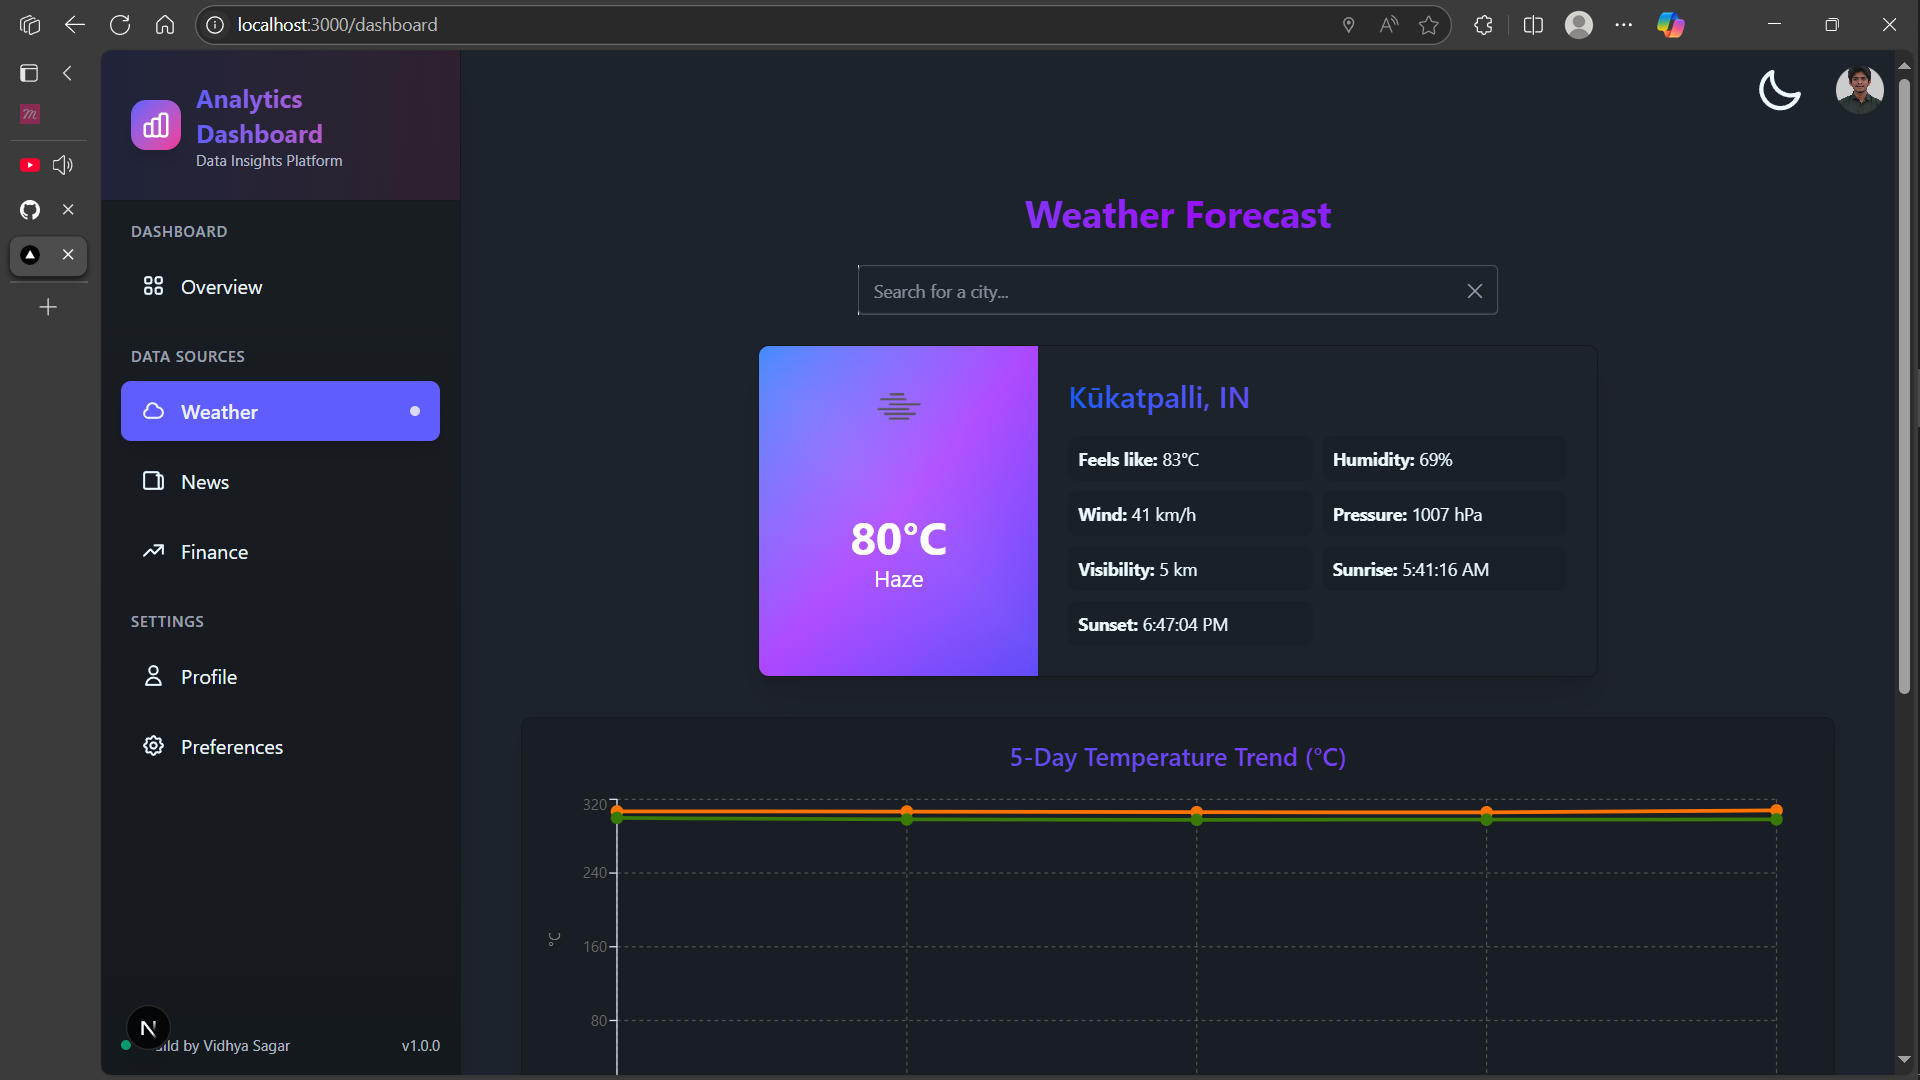 localhost:3000/dashboard
Analytics
Dashboard
Data Insights Platform
DASHBOARD
Overview
DATA SOURCES
Weather
News
Finance
SETTINGS
Profile
Preferences
N
ild by Vidhya Sagar
v1.0.0
Weather Forecast
Search for a city...
80°C
Haze
Kūkatpalli, IN
Feels like: 83°C
Humidity: 69%
Wind: 41 km/h
Pressure: 1007 hPa
Visibility: 5 km
Sunrise: 5:41:16 AM
Sunset: 6:47:04 PM
5-Day Temperature Trend (°C)
320
240
°C
160
80